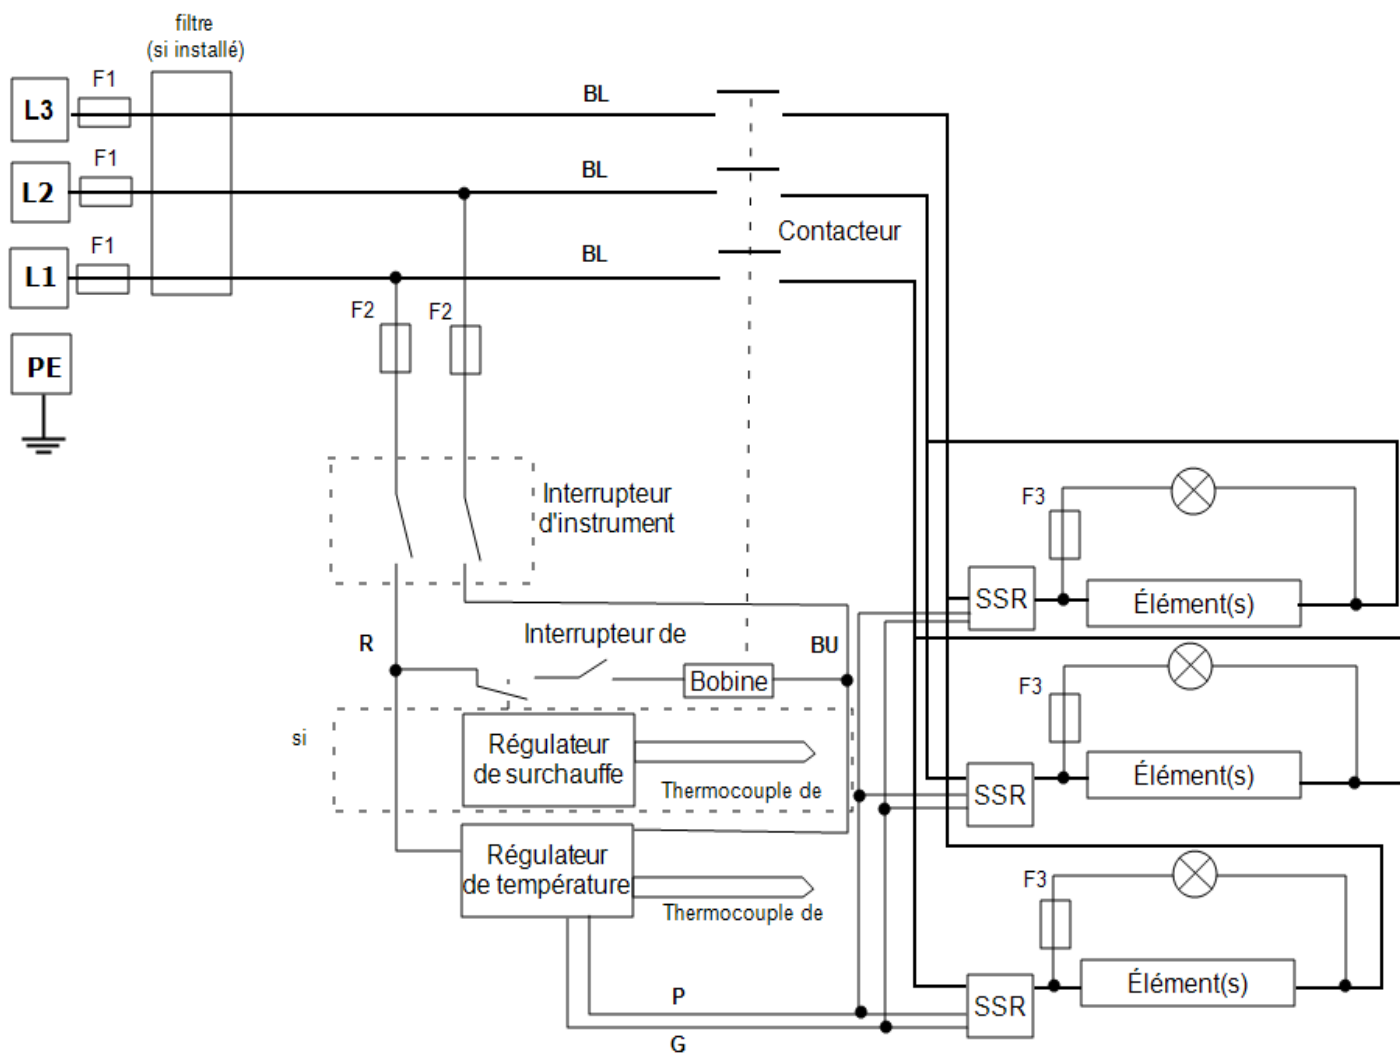 filtre
(si installé)
F1
L3
BL
F1
L2
BL
Contacteur
F1
L1
BL
F2
F2
PE
Interrupteur
d'instrument
F3
SSR
Élément(s)
R
Interrupteur de
BU
Bobine
F3
si
Régulateur
de surchauffe
Thermocouple de
SSR
Élément(s)
Régulateur
de température
Thermocouple de
F3
P
G
SSR
Élément(s)